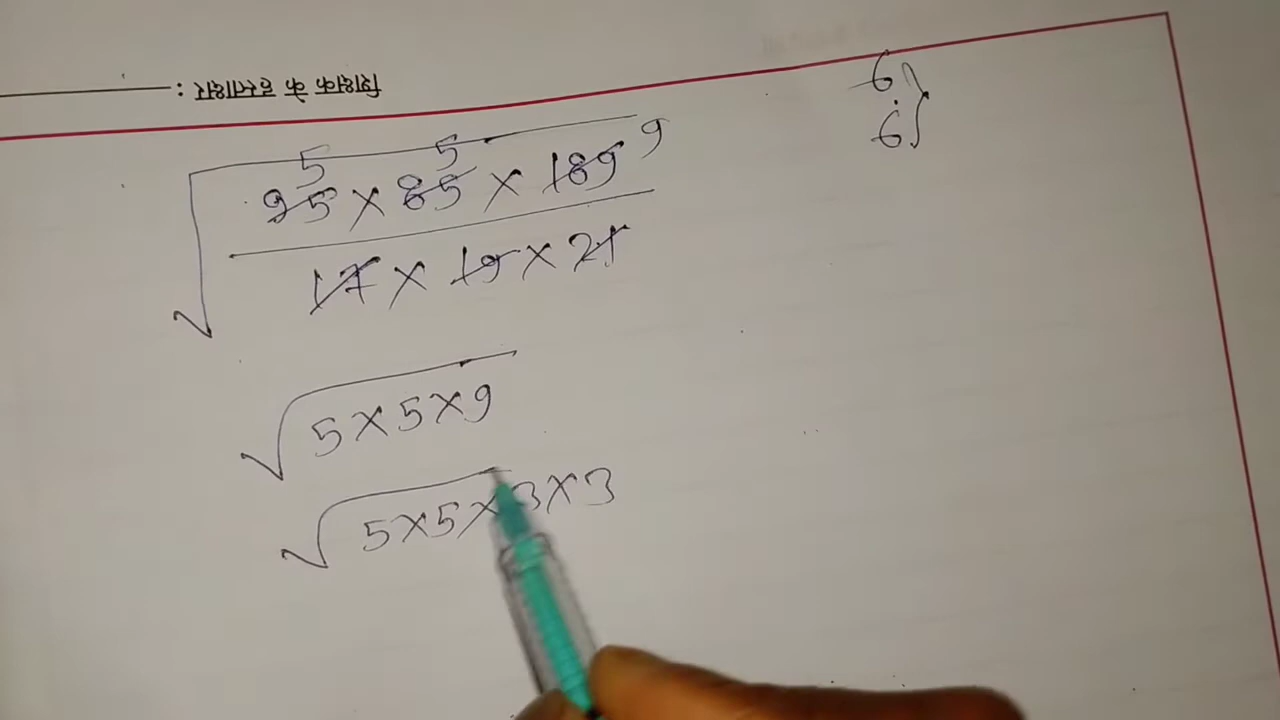 शिक्षक के हस्ताक्षर :
6
6
5 5
√ 95 × 85 × 189 9
17 × 19 × 21
√ 5×5×9
√ 5×5×3×3